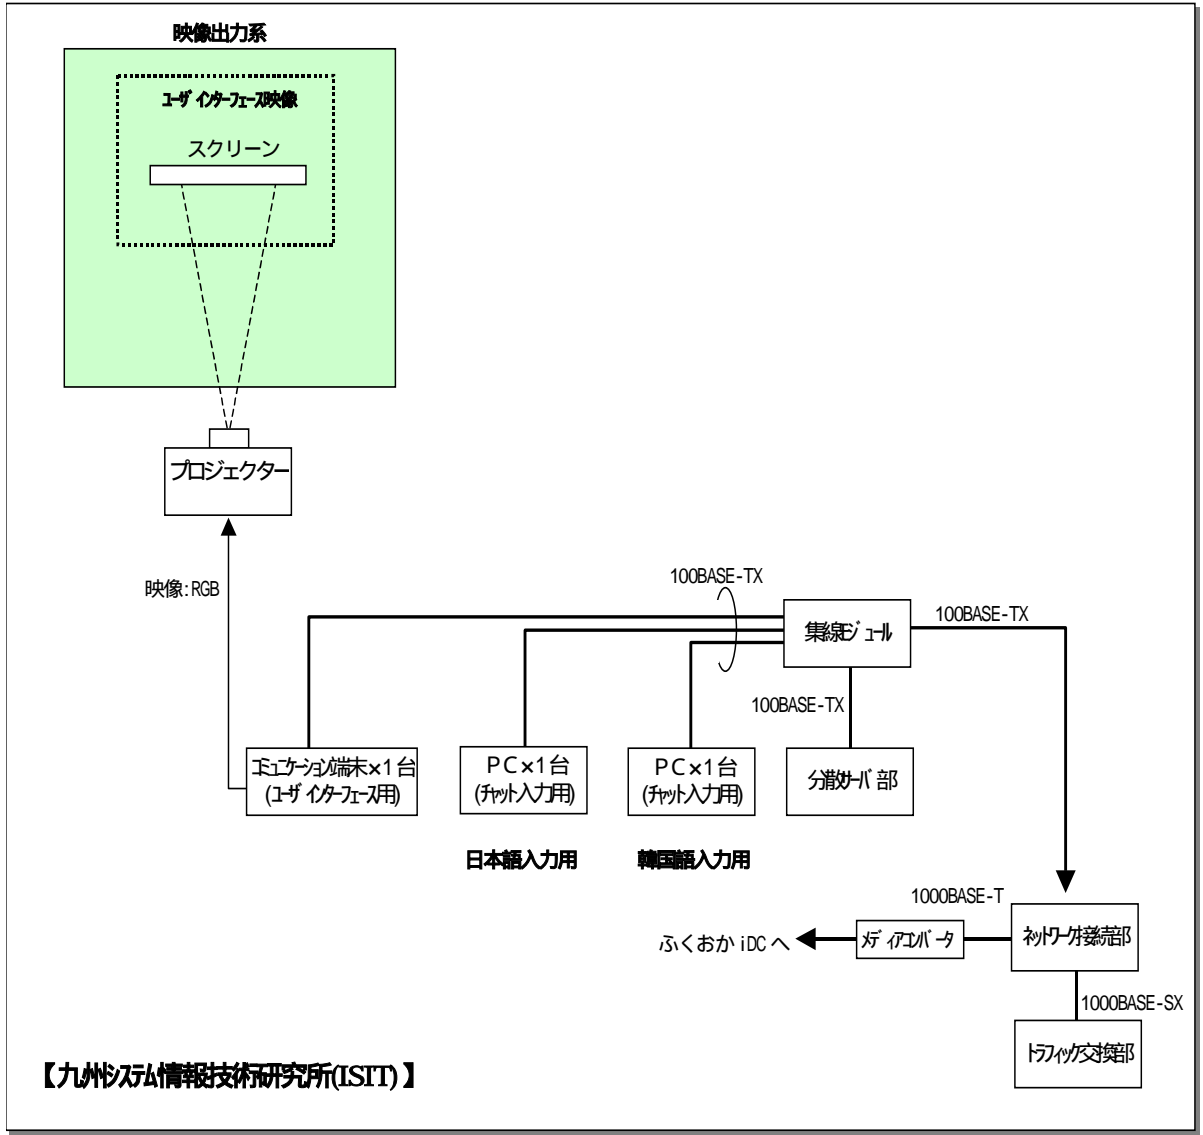 映像出力系
ﾕｰｻﾞｲﾝﾀｰﾌｪｰｽ映像
スクリーン
プロジェクター
映像:RGB
100BASE-TX
集線ﾓｼﾞｭｰﾙ
100BASE-TX
100BASE-TX
ｺﾐｭﾆｹｰｼｮﾝ端末×1台
(ﾕｰｻﾞｲﾝﾀｰﾌｪｲｽ用)
PC×1台
(ﾁｬｯﾄ入力用)
PC×1台
(ﾁｬｯﾄ入力用)
分散ｻｰﾊﾞ部
日本語入力用
韓国語入力用
1000BASE-T
ふくおか iDC へ
ﾒﾃﾞｨｱｺﾝﾊﾞｰﾀ
ﾈｯﾄﾜｰｸ接続部
1000BASE-SX
ﾄﾗﾌｨｯｸ交換部
【九州ｼｽﾃﾑ情報技術研究所(ISIT)】